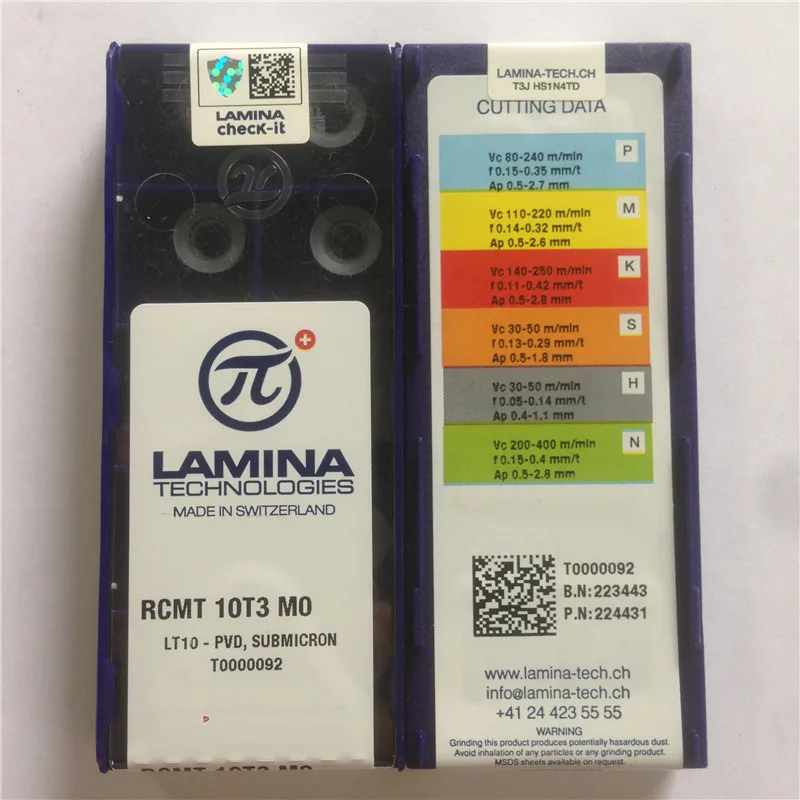 LAMINA
checK-it
π
LAMINA
TECHNOLOGIES
MADE IN SWITZERLAND
RCMT 10T3 M0
LT10 - PVD, SUBMICRON
T0000092
RCMT 10T3 M0
LAMINA-TECH.CH
T3J HS1N4TD
CUTTING DATA
P
Vc 80-240 m/min
f 0.15-0.35 mm/t
Ap 0.5-2.7 mm
M
Vc 110-220 m/min
f 0.14-0.32 mm/t
Ap 0.5-2.6 mm
K
Vc 140-250 m/min
f 0.11-0.42 mm/t
Ap 0.5-2.8 mm
S
Vc 30-50 m/min
f 0.13-0.29 mm/t
Ap 0.5-1.8 mm
H
Vc 30-50 m/min
f 0.05-0.14 mm/t
Ap 0.4-1.1 mm
N
Vc 200-400 m/min
f 0.15-0.4 mm/t
Ap 0.5-2.8 mm
T0000092
B.N:223443
P.N:224431
www.lamina-tech.ch
info@lamina-tech.ch
+41 24 423 55 55
WARNING
Grinding this product produces potentially hazardous dust.
Avoid inhalation of any particles or any grinding product.
MSDS sheets available on request.